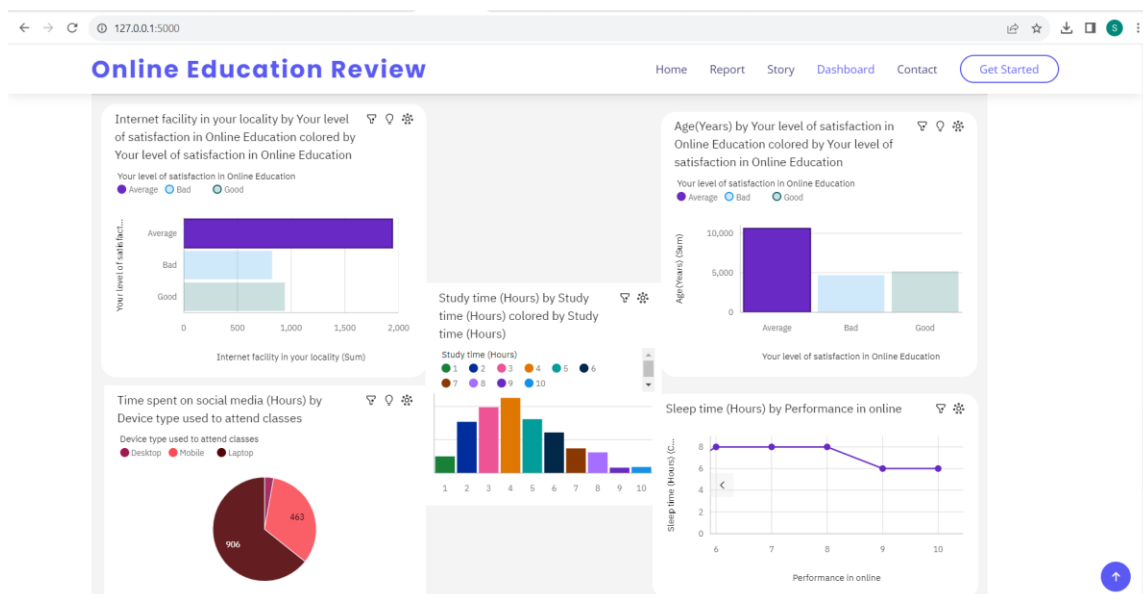 127.0.0.1:5000
S
Online Education Review
Home Report Story Dashboard Contact Get Started
Internet facility in your locality by Your level
of satisfaction in Online Education colored by
Your level of satisfaction in Online Education
Your level of satisfaction in Online Education
Average Bad Good
Your level of satisfact...
Average
Bad
Good
0 500 1,000 1,500 2,000
Internet facility in your locality (Sum)
Time spent on social media (Hours) by
Device type used to attend classes
Device type used to attend classes
Desktop Mobile Laptop
463
906
Study time (Hours) by Study
time (Hours) colored by Study
time (Hours)
Study time (Hours)
1 2 3 4 5 6
7 8 9 10
1 2 3 4 5 6 7 8 9 10
Age(Years) by Your level of satisfaction in
Online Education colored by Your level of
satisfaction in Online Education
Your level of satisfaction in Online Education
Average Bad Good
Age(Years) (Sum)
10,000
5,000
0
Average Bad Good
Your level of satisfaction in Online Education
Sleep time (Hours) by Performance in online
Sleep time (Hours) (C...
8
6
4
2
0
6 7 8 9 10
Performance in online